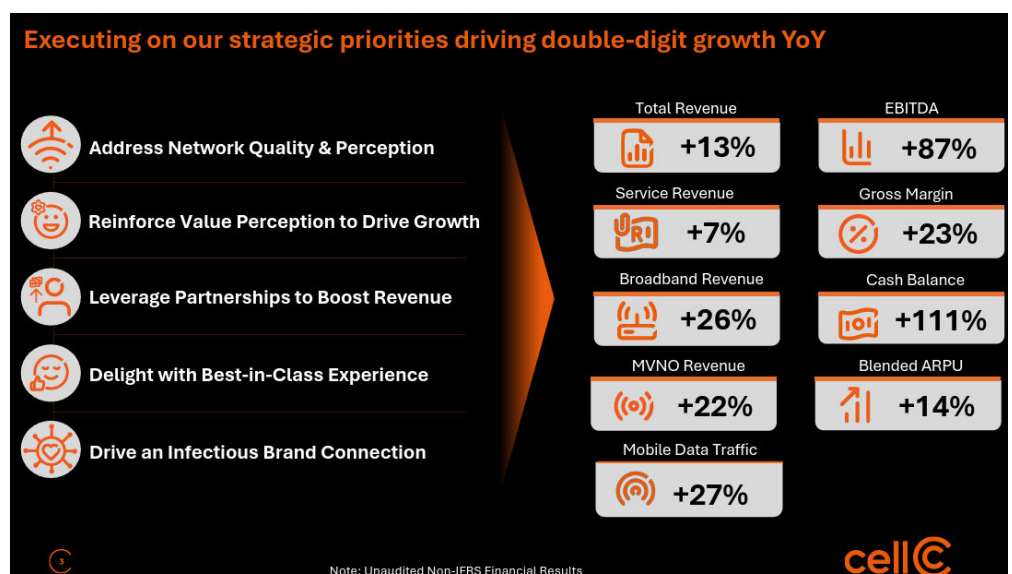 Executing on our strategic priorities driving double-digit growth YoY
Address Network Quality & Perception
Reinforce Value Perception to Drive Growth
Leverage Partnerships to Boost Revenue
Delight with Best-in-Class Experience
Drive an Infectious Brand Connection
Total Revenue
+13%
Service Revenue
+7%
Broadband Revenue
+26%
MVNO Revenue
+22%
Mobile Data Traffic
+27%
EBITDA
+87%
Gross Margin
+23%
Cash Balance
+111%
Blended ARPU
+14%
3
Note: Unaudited Non-IFRS Financial Results
cellC